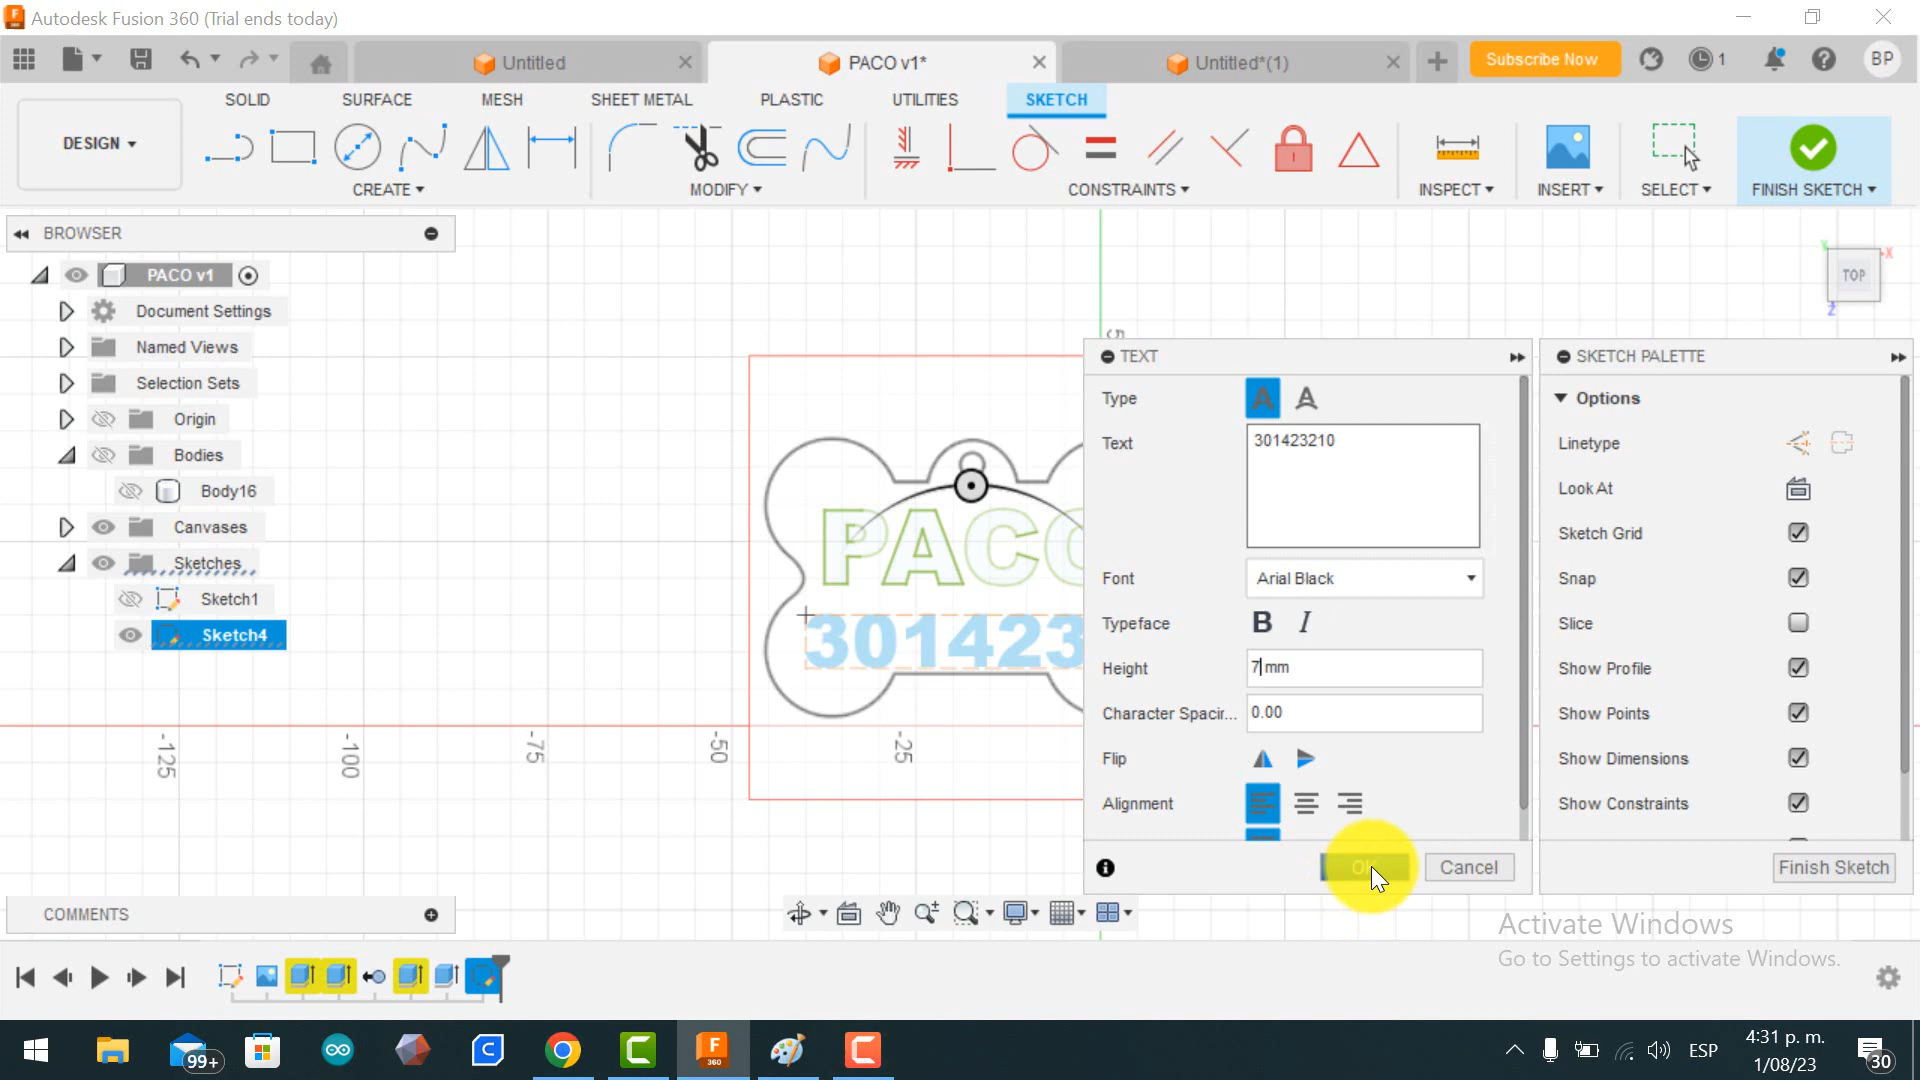 Autodesk Fusion 360 (Trial ends today)
Untitled
PACO v1*
Untitled*(1)
Subscribe Now
1
BP
SOLID
SURFACE
MESH
SHEET METAL
PLASTIC
UTILITIES
SKETCH
DESIGN
CREATE
MODIFY
CONSTRAINTS
INSPECT
INSERT
SELECT
FINISH SKETCH
BROWSER
PACO v1
Document Settings
Named Views
Selection Sets
Origin
Bodies
Body16
Canvases
Sketches
Sketch1
Sketch4
COMMENTS
TOP
X
Z
-125
-100
-75
-50
-25
PACO
301423
TEXT
Type
Text
301423210
Font
Arial Black
Typeface
B I
Height
7 mm
Character Spacir...
0.00
Flip
Alignment
OK
Cancel
SKETCH PALETTE
Options
Linetype
Look At
Sketch Grid
Snap
Slice
Show Profile
Show Points
Show Dimensions
Show Constraints
Finish Sketch
Activate Windows
Go to Settings to activate Windows.
99+
F
360
ESP
4:31 p. m.
1/08/23
30